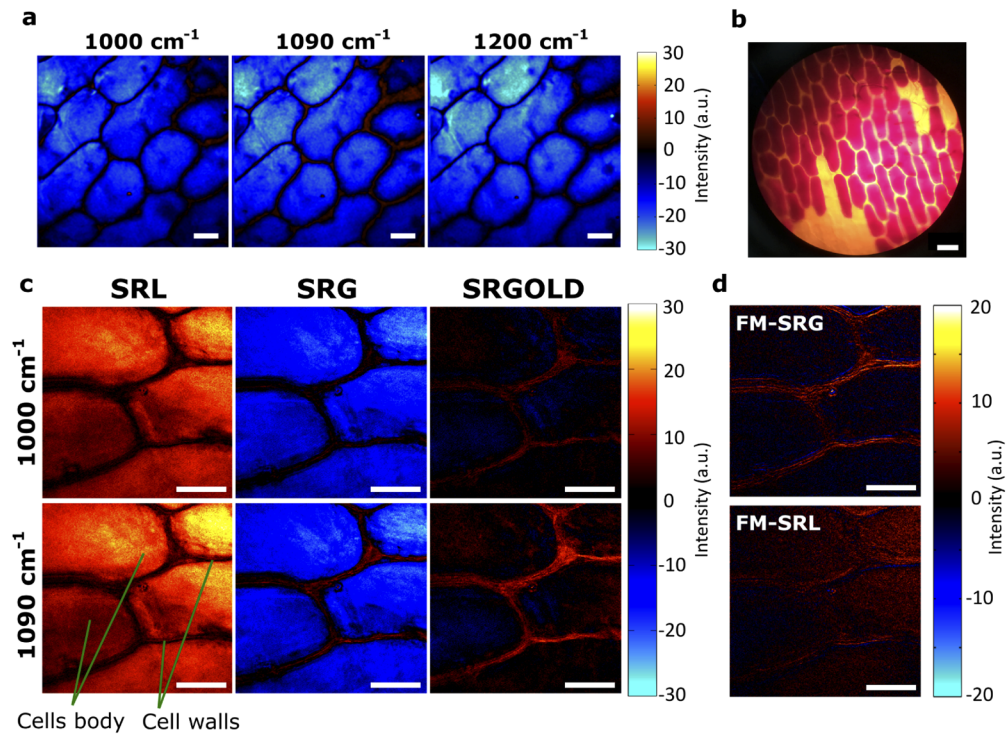 a
1000 cm⁻¹ 1090 cm⁻¹ 1200 cm⁻¹
30
20
10
0
-10
-20
-30
Intensity (a.u.)
b
c
SRL SRG SRGOLD
1000 cm⁻¹
1090 cm⁻¹
30
20
10
0
-10
-20
-30
Intensity (a.u.)
Cells body Cell walls
d
FM-SRG
FM-SRL
20
10
0
-10
-20
Intensity (a.u.)